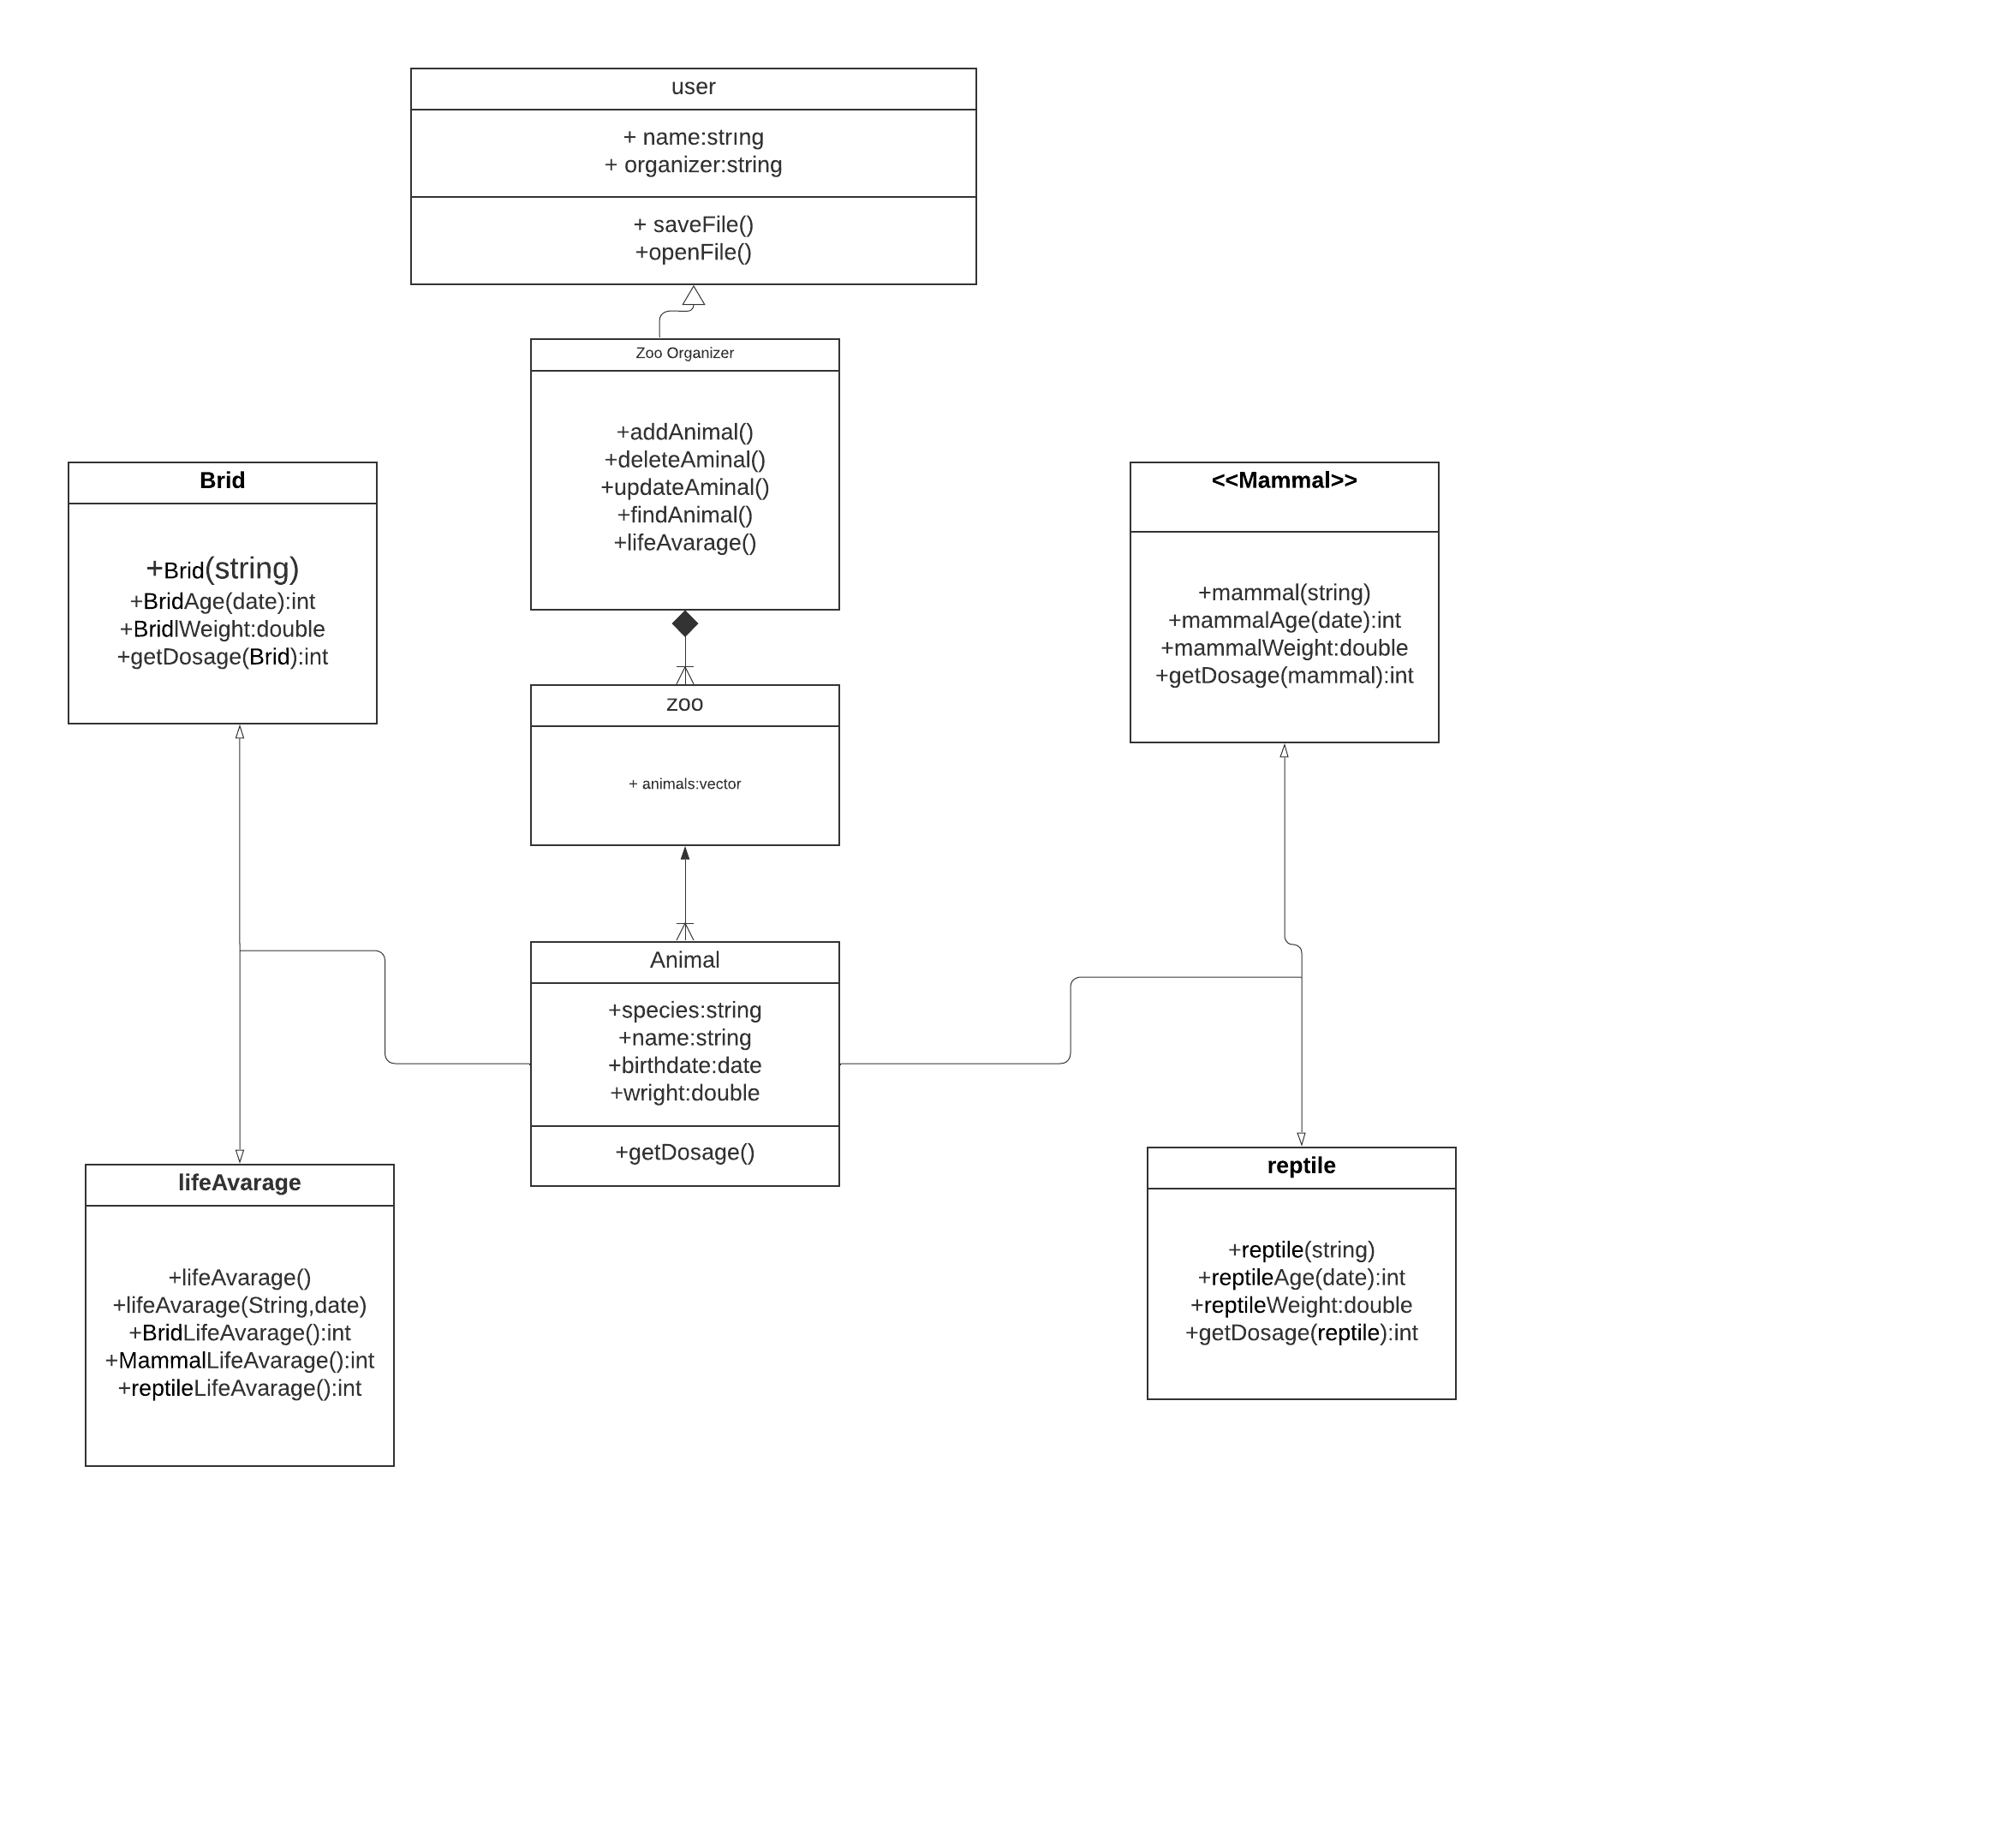 user
+ name:strıng
+ organizer:string
+ saveFile()
+openFile()
Zoo Organizer
+addAnimal()
+deleteAminal()
+updateAminal()
+findAnimal()
+lifeAvarage()
Brid
+Brid(string)
+BridAge(date):int
+BridlWeight:double
+getDosage(Brid):int
<<Mammal>>
+mammal(string)
+mammalAge(date):int
+mammalWeight:double
+getDosage(mammal):int
zoo
+ animals:vector
Animal
+species:string
+name:string
+birthdate:date
+wright:double
+getDosage()
lifeAvarage
+lifeAvarage()
+lifeAvarage(String,date)
+BridLifeAvarage():int
+MammalLifeAvarage():int
+reptileLifeAvarage():int
reptile
+reptile(string)
+reptileAge(date):int
+reptileWeight:double
+getDosage(reptile):int